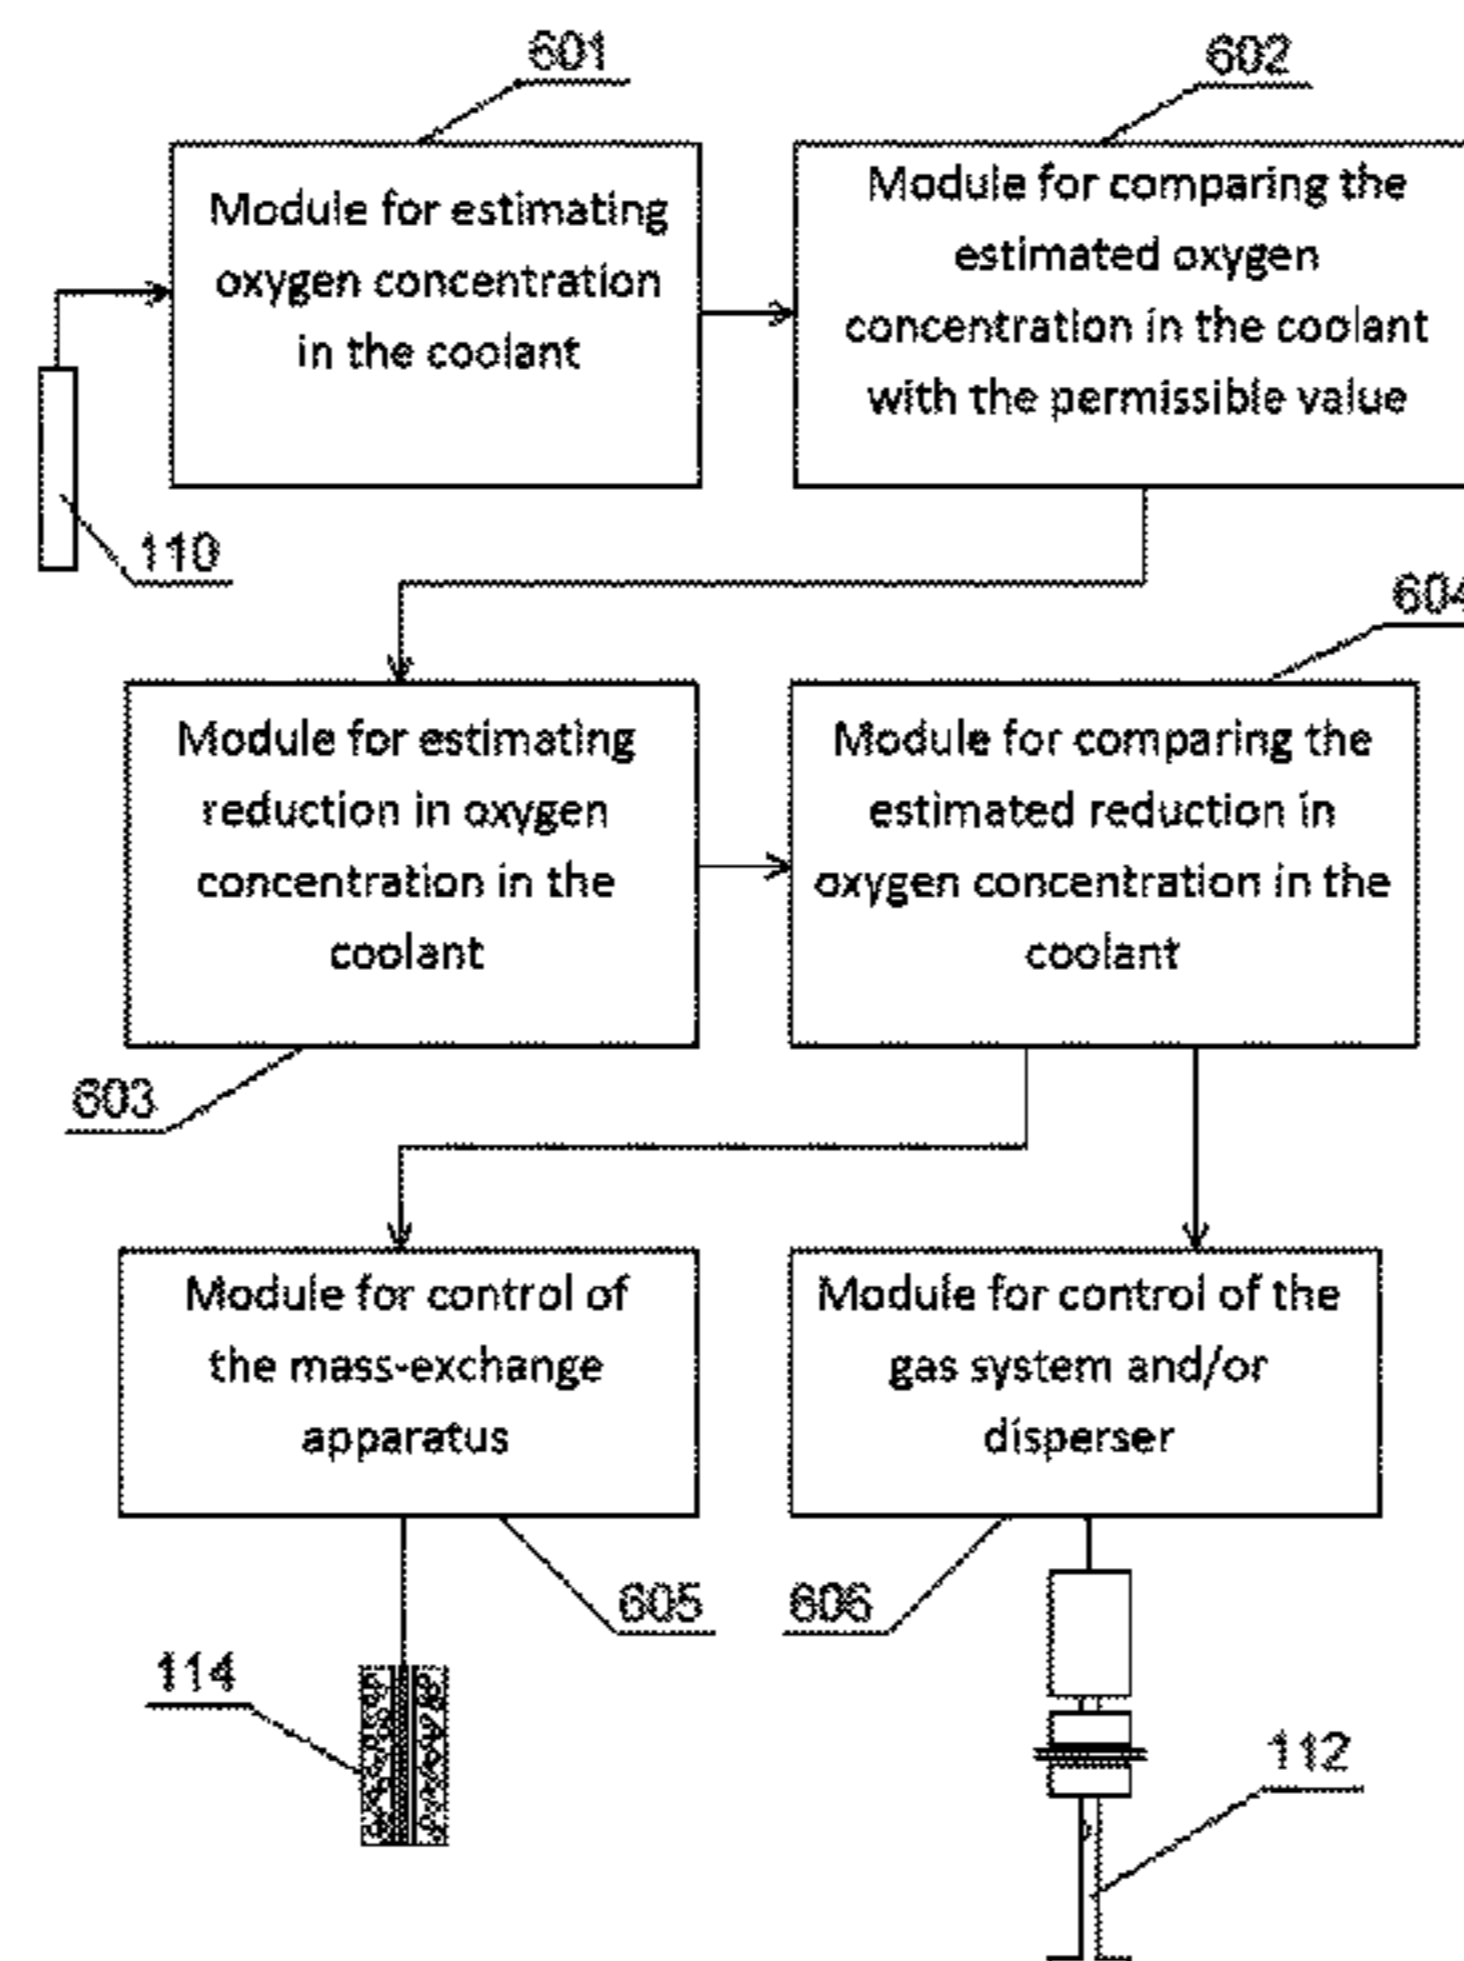 601
602
Module for estimating
oxygen concentration
in the coolant
Module for comparing the
estimated oxygen
concentration in the coolant
with the permissible value
110
604
Module for estimating
reduction in oxygen
concentration in the
coolant
Module for comparing the
estimated reduction in
oxygen concentration in the
coolant
603
Module for control of
the mass-exchange
apparatus
Module for control of the
gas system and/or
disperser
605
606
114
112